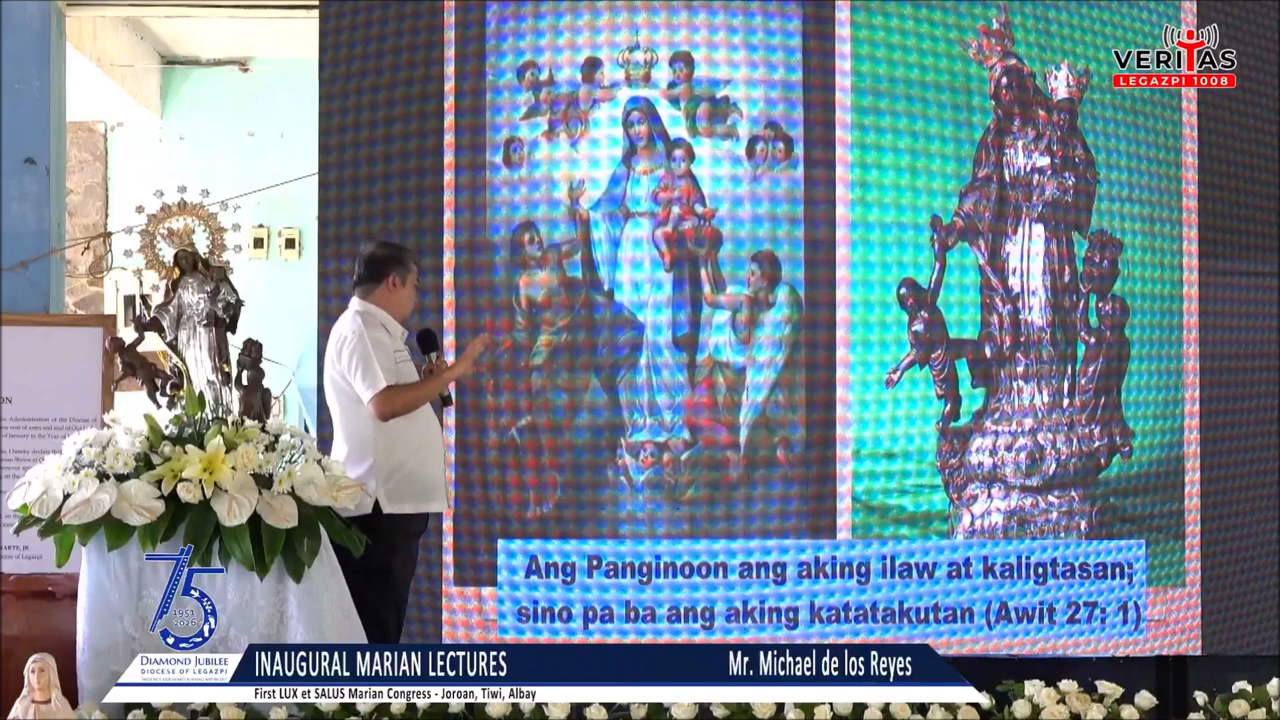 VERITAS
LEGAZPI 1008
Ang Panginoon ang aking ilaw at kaligtasan;
sino pa ba ang aking katatakutan (Awit 27: 1)
75
1951
2026
DIAMOND JUBILEE
DIOCESE OF LEGAZPI
INAUGURAL MARIAN LECTURES
Mr. Michael de los Reyes
First LUX et SALUS Marian Congress - Joroan, Tiwi, Albay